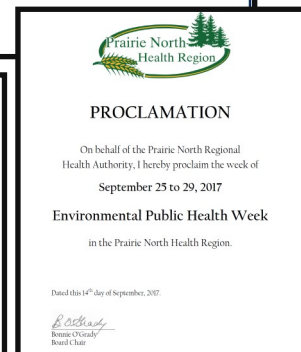 Prairie North
Health Region
PROCLAMATION
On behalf of the Prairie North Regional
Health Authority, I hereby proclaim the week of
September 25 to 29, 2017
Environmental Public Health Week
in the Prairie North Health Region.
Dated this 14th day of September, 2017.
B. O'Grady
Bonnie O'Grady
Board Chair